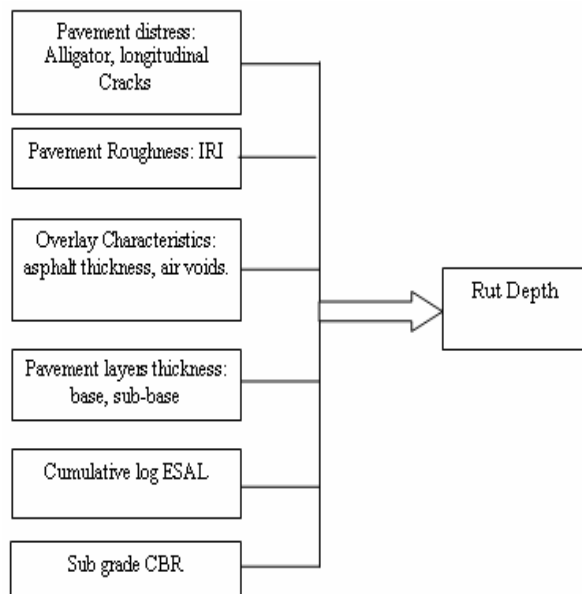 Pavement distress:
Alligator, longitudinal
Cracks
Pavement Roughness: IRI
Overlay Characteristics:
asphalt thickness, air voids.
Pavement layers thickness:
base, sub-base
Cumulative log ESAL
Sub grade CBR
Rut Depth